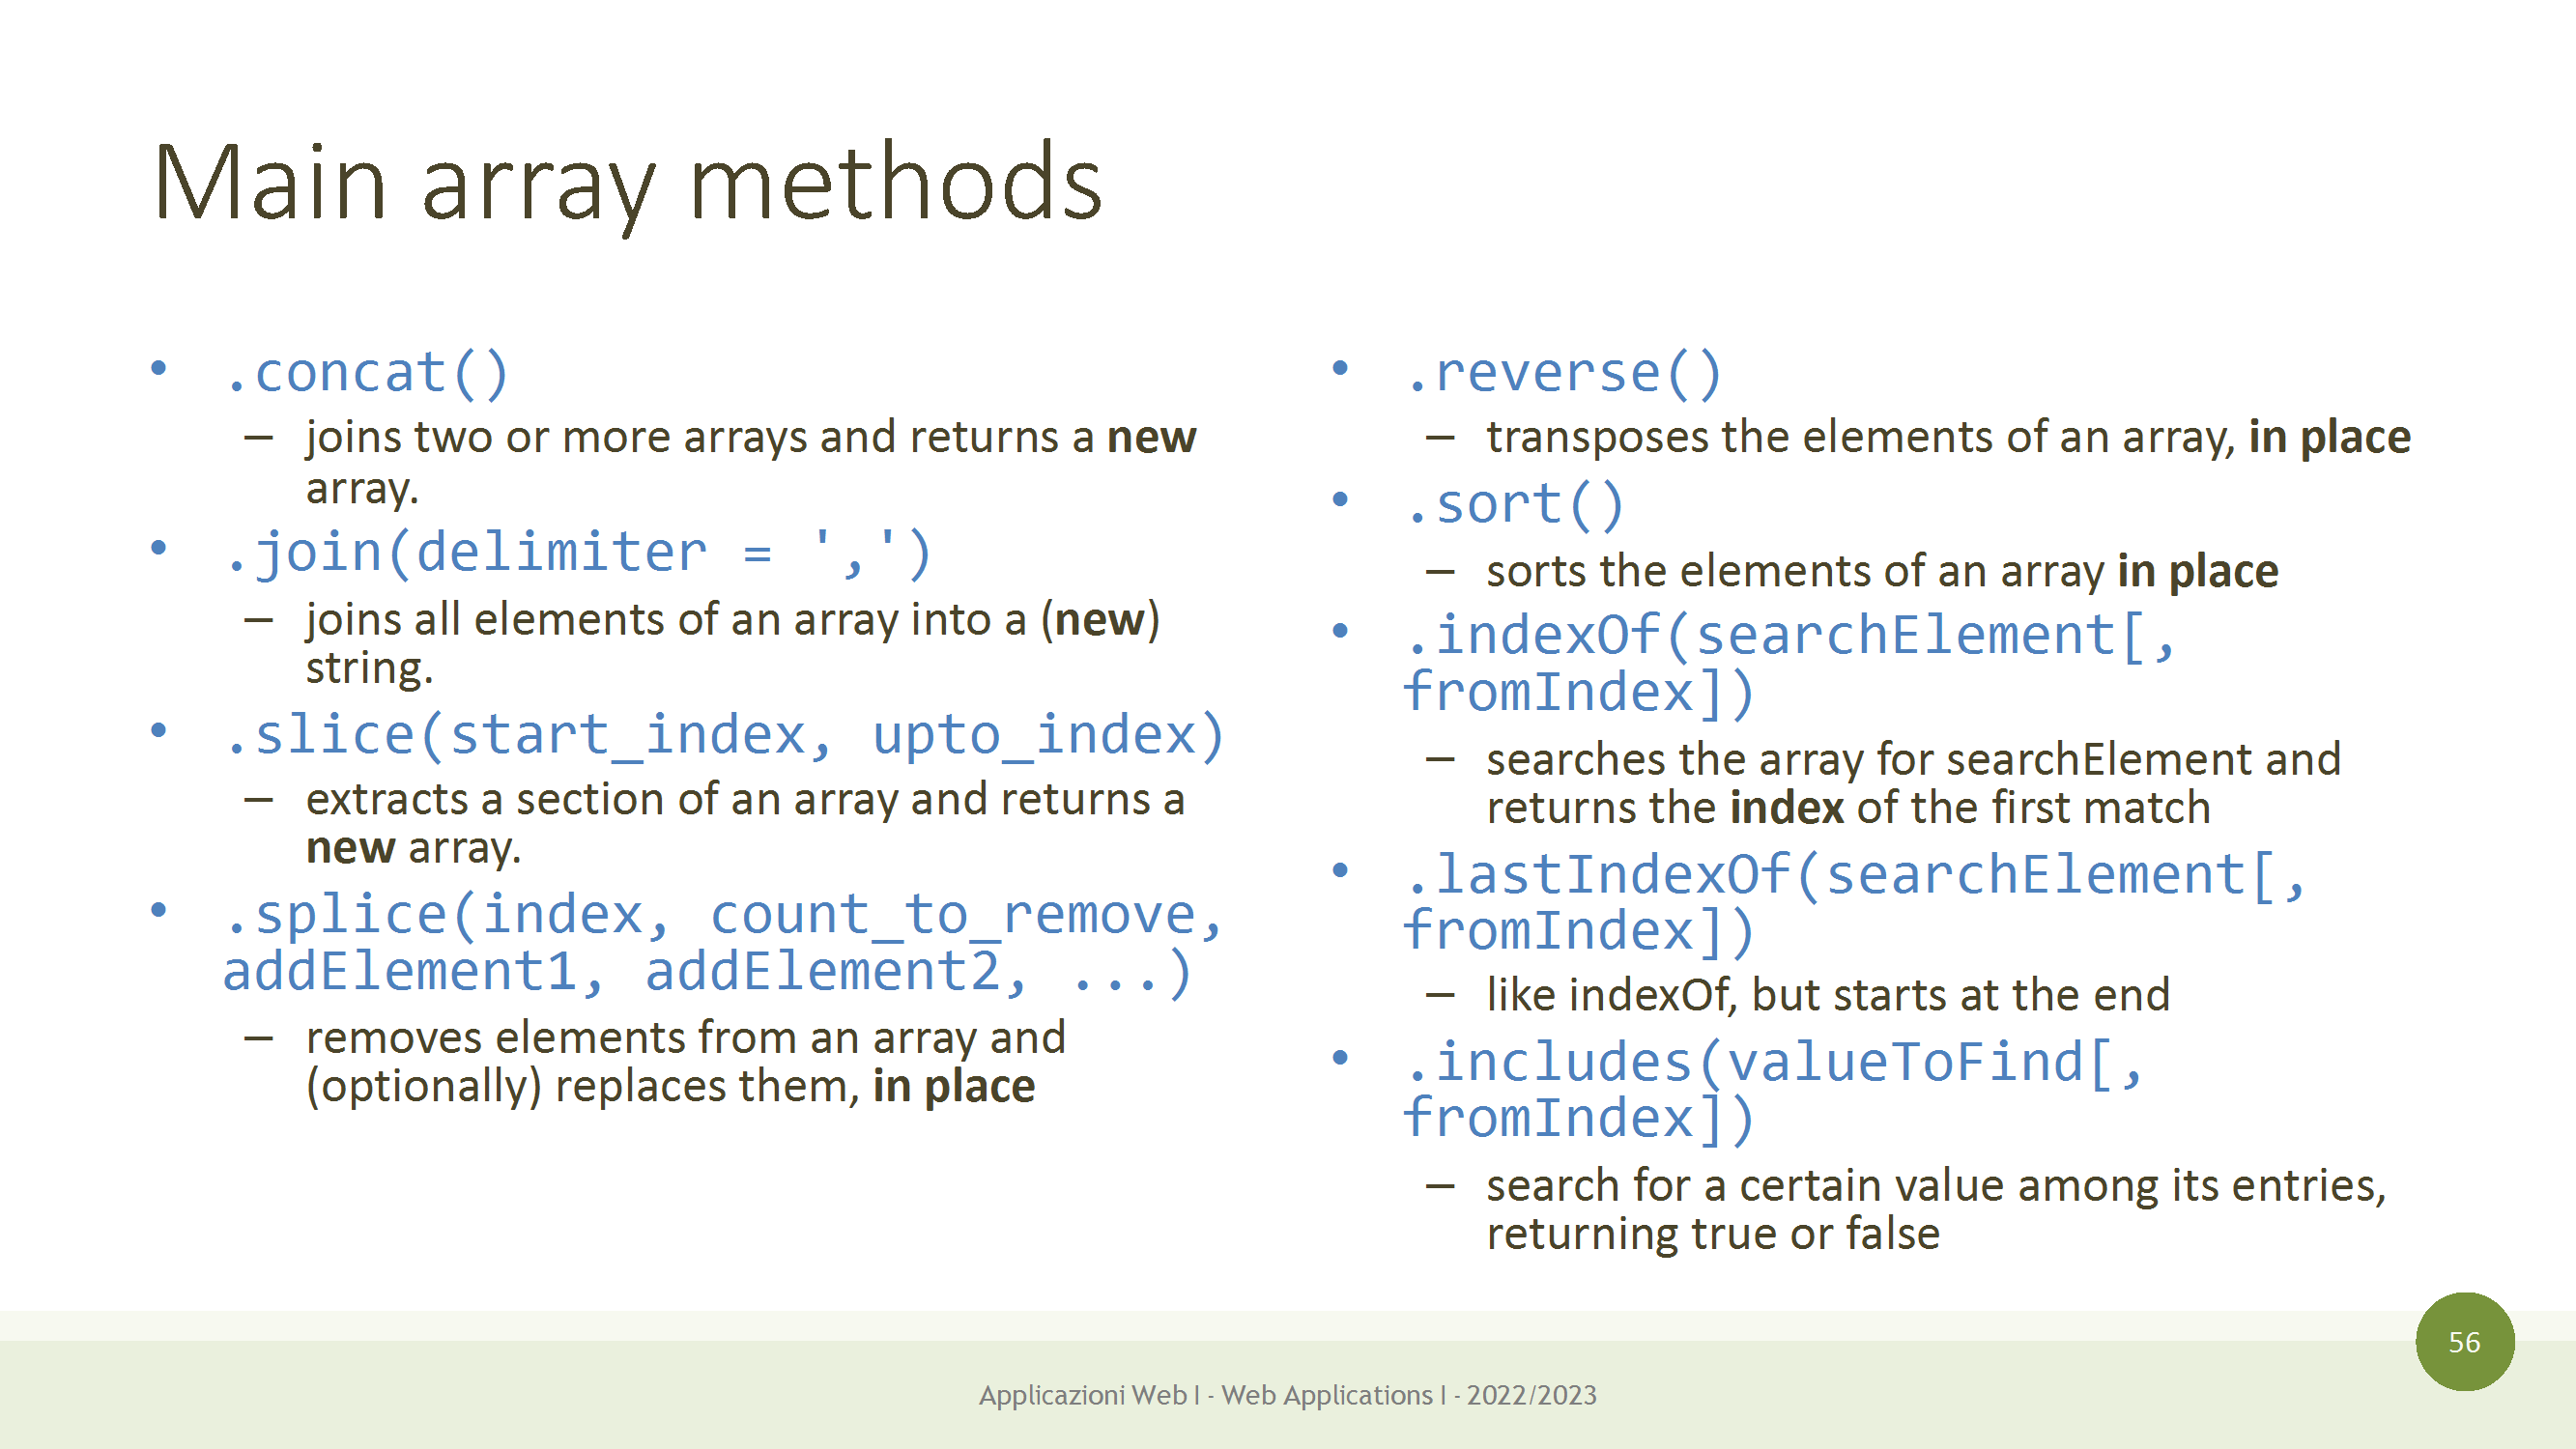 Main array methods
• .concat()
– joins two or more arrays and returns a new
array.
• .join(delimiter = ',')
– joins all elements of an array into a (new)
string.
• .slice(start_index, upto_index)
– extracts a section of an array and returns a
new array.
• .splice(index, count_to_remove,
addElement1, addElement2, ...)
– removes elements from an array and
(optionally) replaces them, in place
• .reverse()
– transposes the elements of an array, in place
• .sort()
– sorts the elements of an array in place
• .indexOf(searchElement[,
fromIndex])
– searches the array for searchElement and
returns the index of the first match
• .lastIndexOf(searchElement[,
fromIndex])
– like indexOf, but starts at the end
• .includes(valueToFind[,
fromIndex])
– search for a certain value among its entries,
returning true or false
56
Applicazioni Web I - Web Applications I - 2022/2023